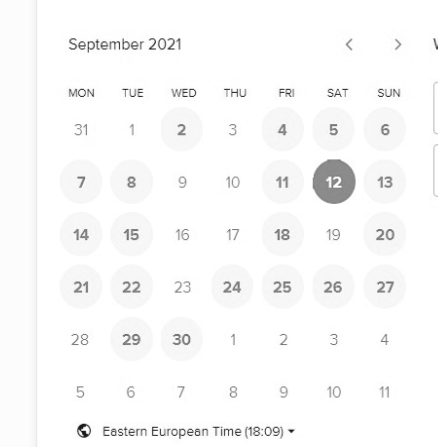 September 2021
MON TUE WED THU FRI SAT SUN
31 1 2 3 4 5 6
7 8 9 10 11 12 13
14 15 16 17 18 19 20
21 22 23 24 25 26 27
28 29 30 1 2 3 4
5 6 7 8 9 10 11
Eastern European Time (18:09)